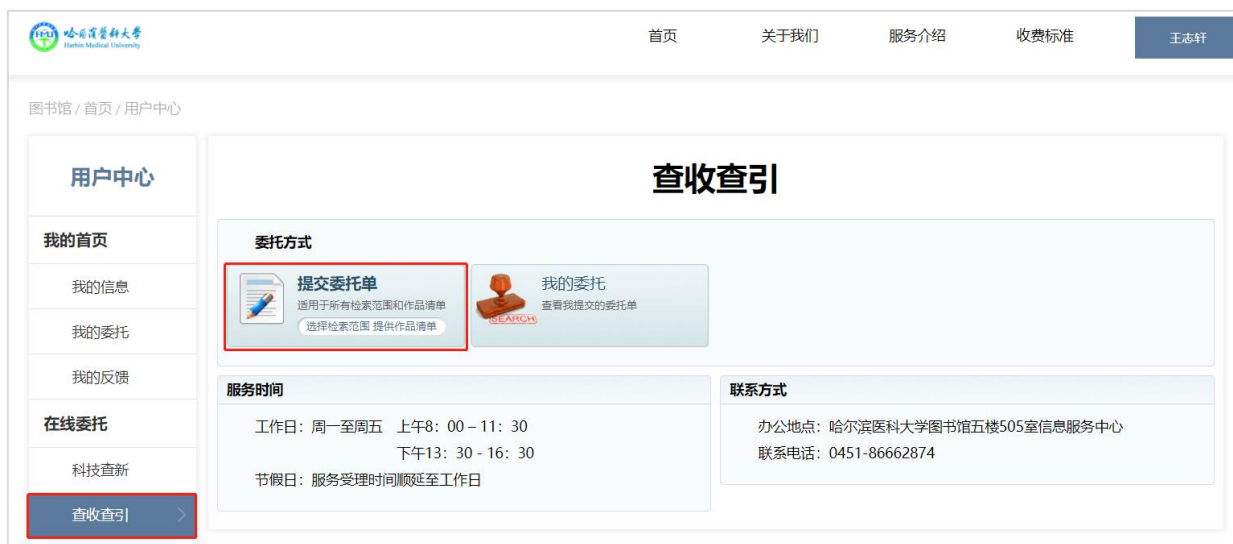 哈尔滨医科大学
Harbin Medical University
首页 关于我们 服务介绍 收费标准 王志轩
图书馆 / 首页 / 用户中心
用户中心
我的首页
我的信息
我的委托
我的反馈
在线委托
科技查新
查收查引
查收查引
委托方式
提交委托单
适用于所有检索范围和作品清单
选择检索范围 提供作品清单
SEARCH
我的委托
查看我提交的委托单
服务时间
工作日：周一至周五 上午8：00 – 11：30
下午13：30 - 16：30
节假日：服务受理时间顺延至工作日
联系方式
办公地点：哈尔滨医科大学图书馆五楼505室信息服务中心
联系电话：0451-86662874